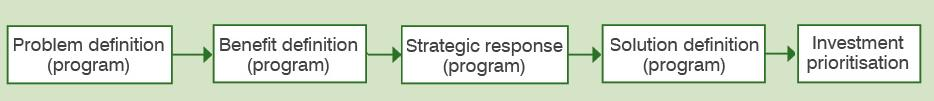 Problem definition
(program)
Benefit definition
(program)
Strategic response
(program)
Solution definition
(program)
Investment
prioritisation